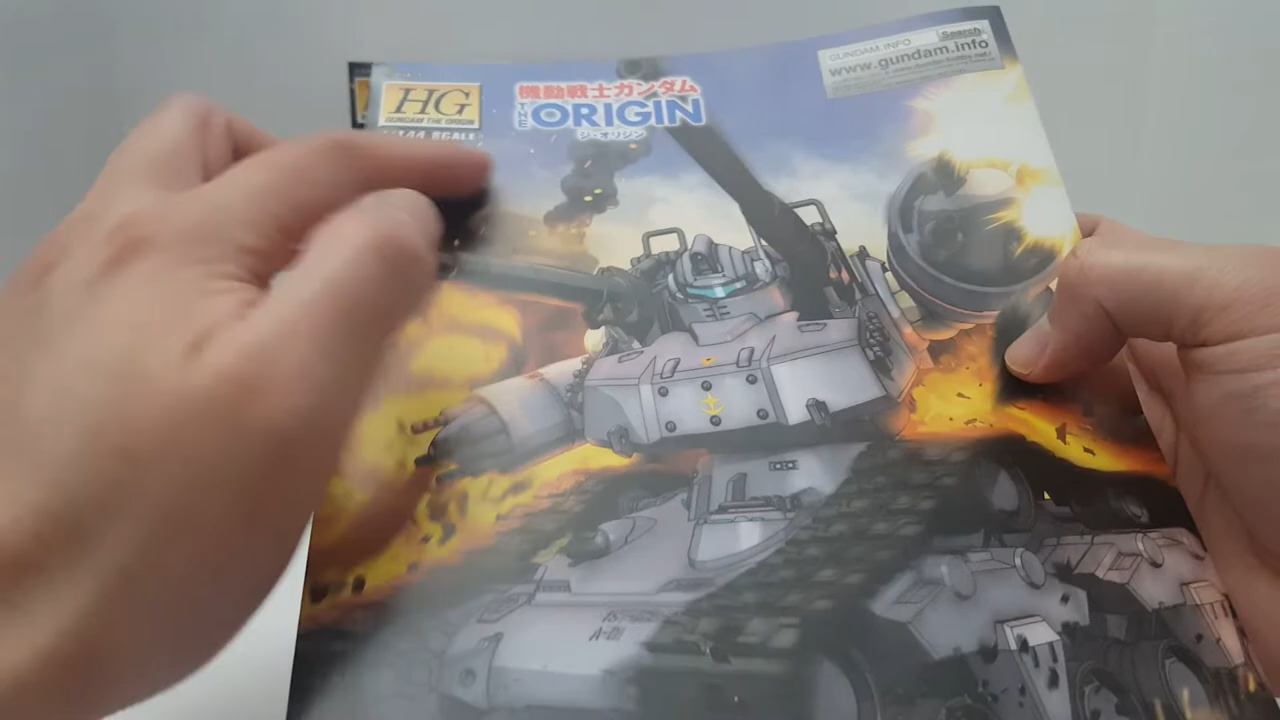 HG
GUNDAM THE ORIGIN
1/144 SCALE
機動戦士ガンダム
THE ORIGIN
ジ・オリジン
GUNDAM INFO
Search
www.gundam.info
A-01